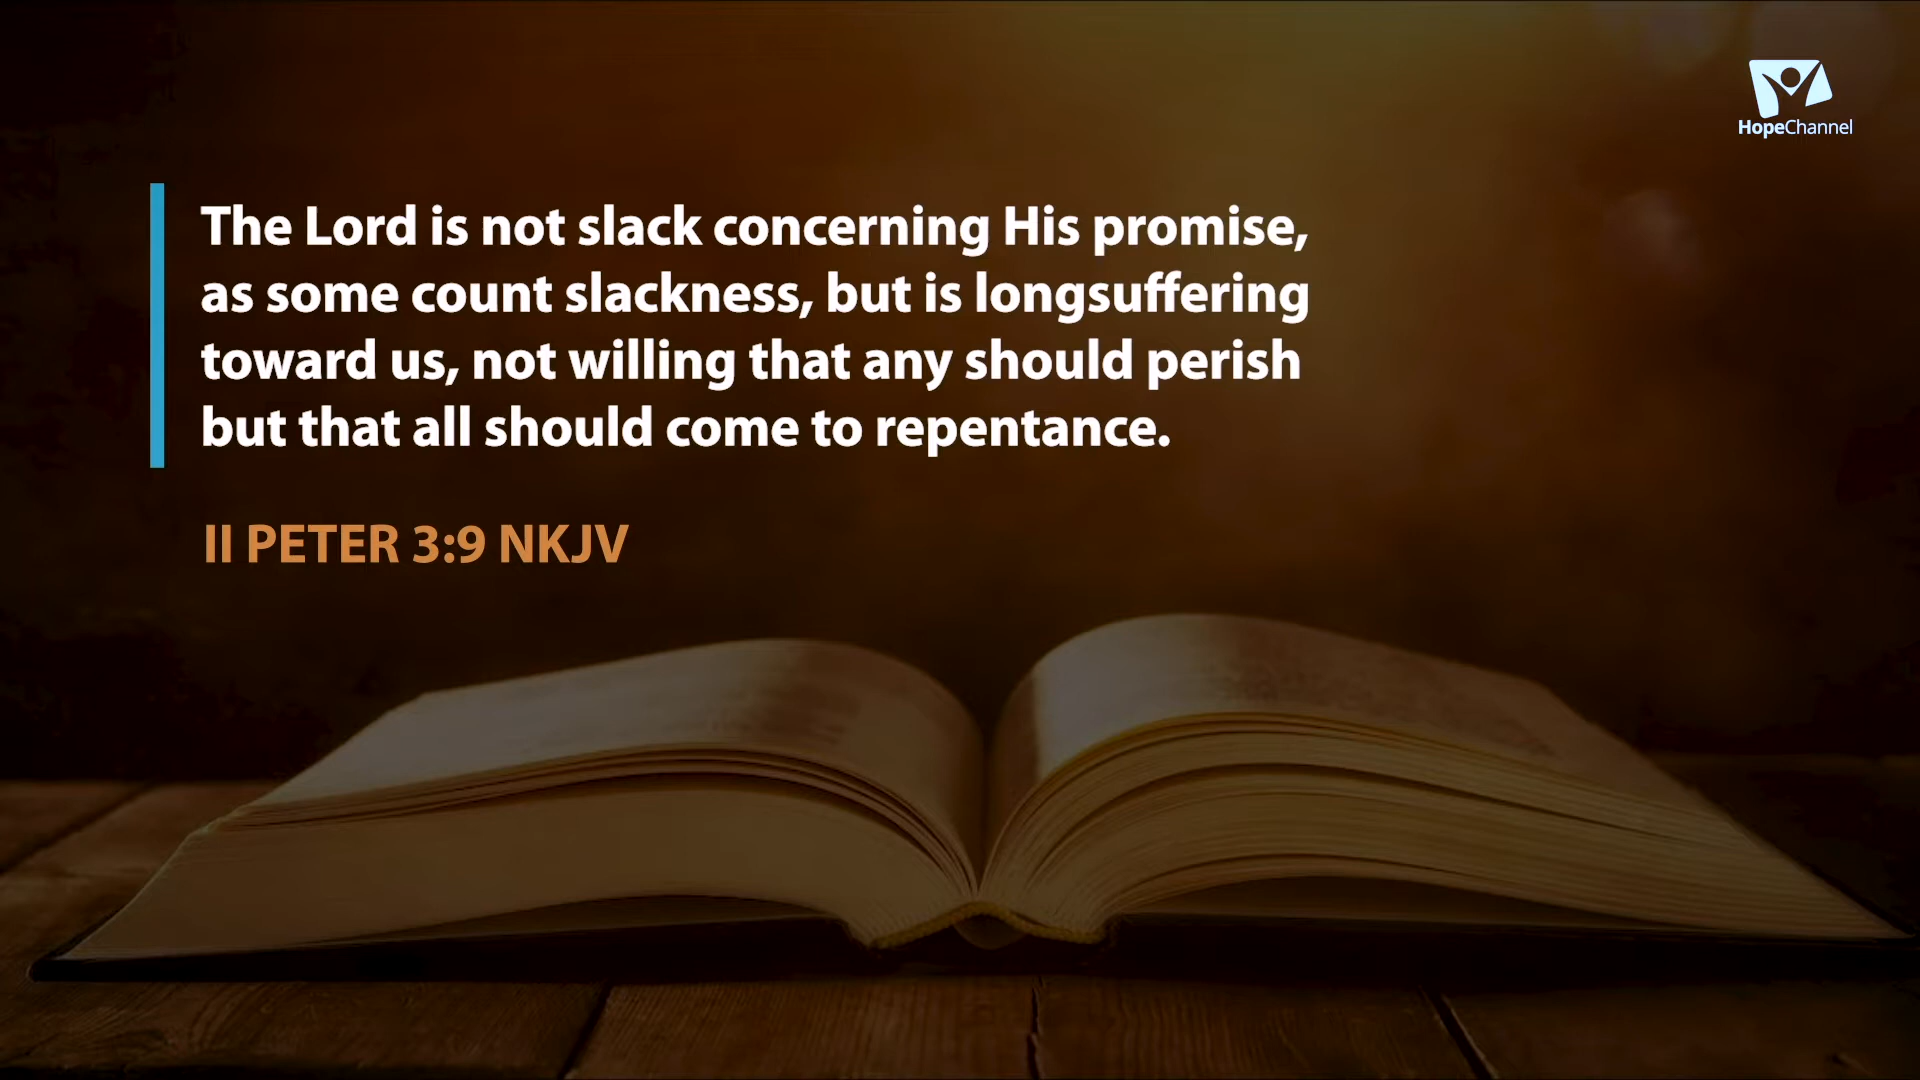 HopeChannel
The Lord is not slack concerning His promise,
as some count slackness, but is longsuffering
toward us, not willing that any should perish
but that all should come to repentance.
II PETER 3:9 NKJV